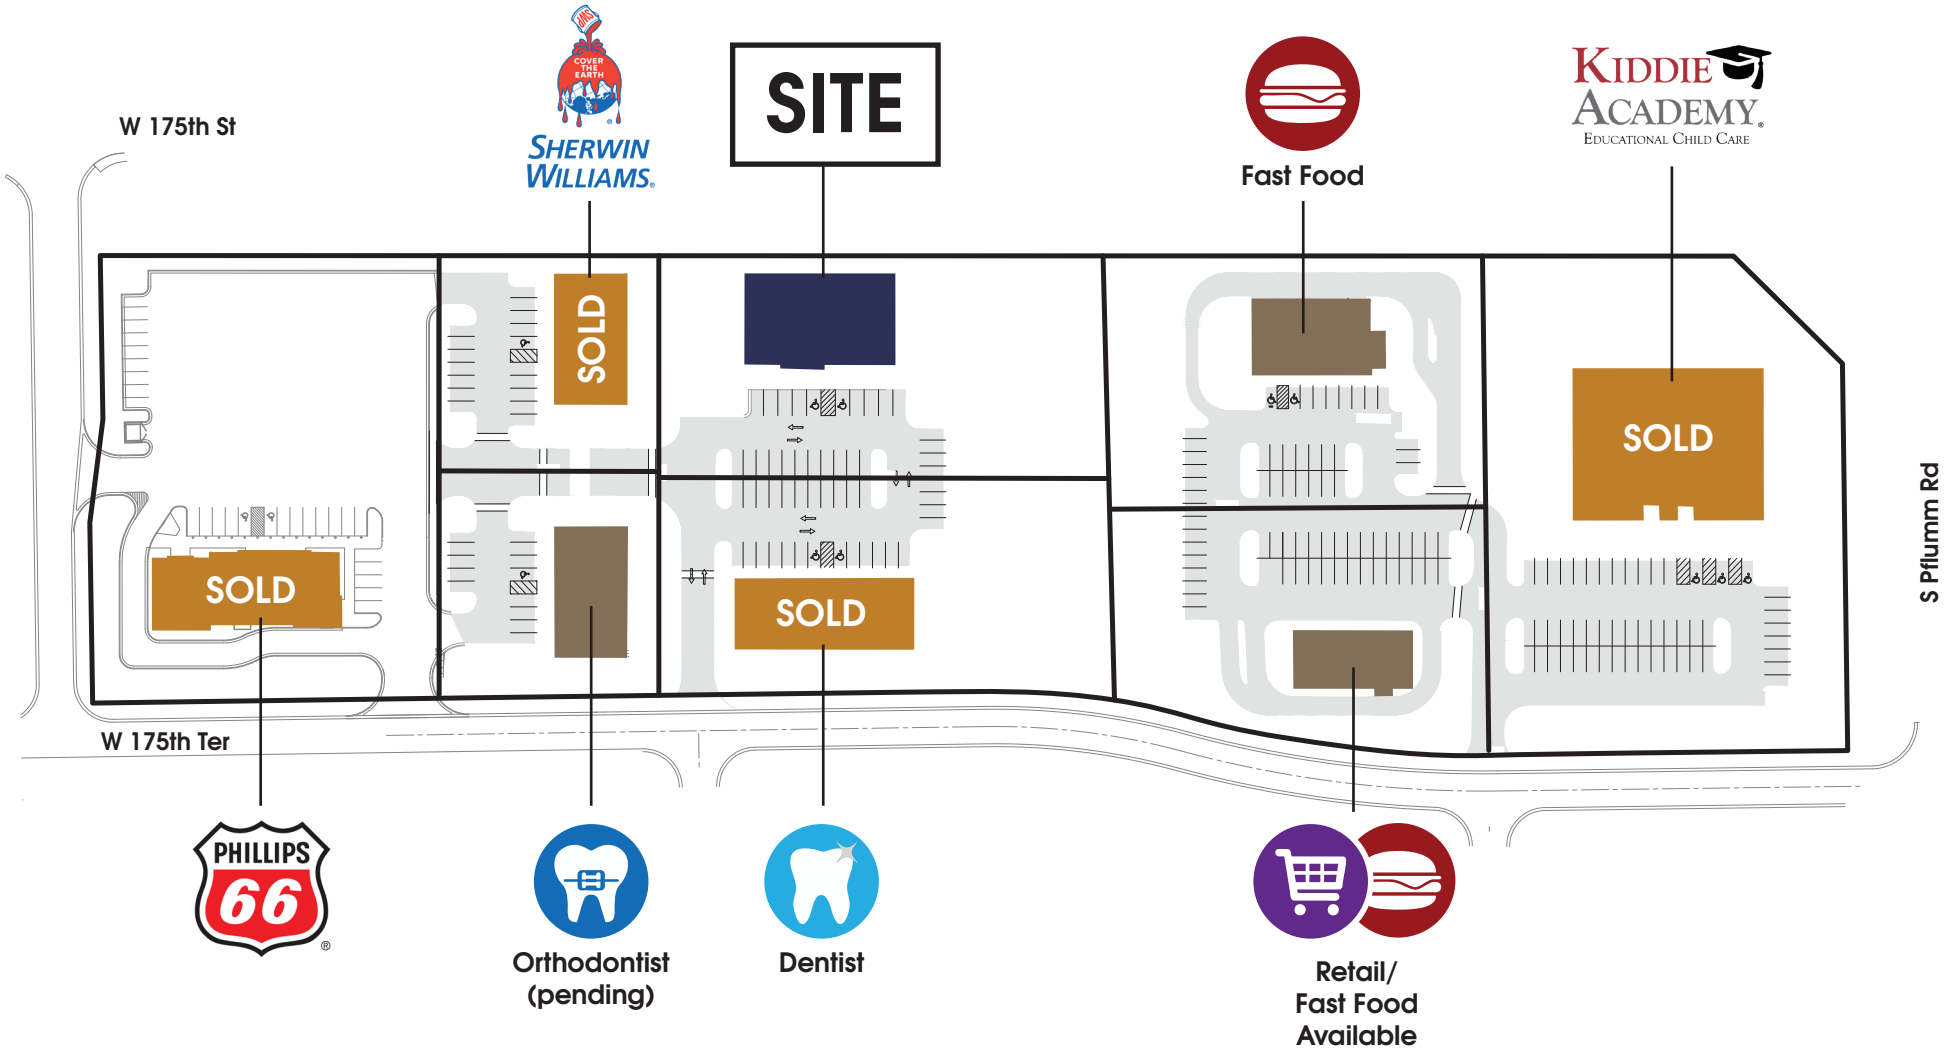 SWP
COVER
THE
EARTH
SHERWIN
WILLIAMS®
SITE
Fast Food
KIDDIE
ACADEMY®
EDUCATIONAL CHILD CARE
W 175th St
SOLD
SOLD
SOLD
SOLD
S Pflumm Rd
W 175th Ter
PHILLIPS
66
®
Orthodontist
(pending)
Dentist
Retail/
Fast Food
Available